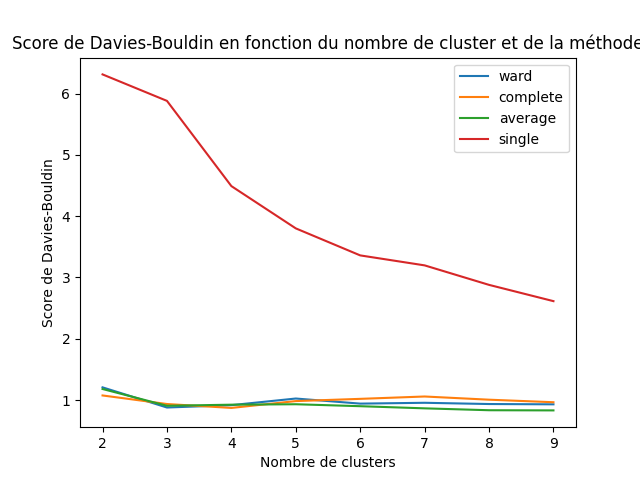 Score de Davies-Bouldin en fonction du nombre de cluster et de la méthode
ward
complete
average
single
Score de Davies-Bouldin
6
5
4
3
2
1
2 3 4 5 6 7 8 9
Nombre de clusters